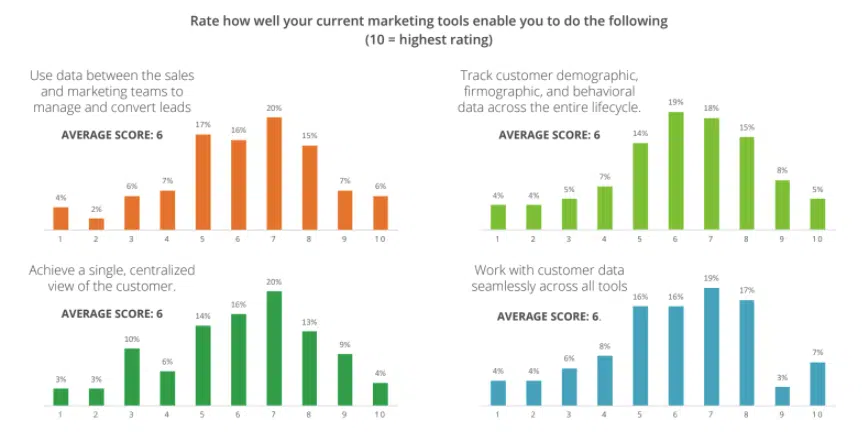 Rate how well your current marketing tools enable you to do the following
(10 = highest rating)
Use data between the sales
and marketing teams to
manage and convert leads
AVERAGE SCORE: 6
4%
2%
6%
7%
17%
16%
20%
15%
7%
6%
1 2 3 4 5 6 7 8 9 10
Track customer demographic,
firmographic, and behavioral
data across the entire lifecycle.
AVERAGE SCORE: 6
4%
4%
5%
7%
14%
19%
18%
15%
8%
5%
1 2 3 4 5 6 7 8 9 10
Achieve a single, centralized
view of the customer.
AVERAGE SCORE: 6
3%
3%
10%
6%
14%
16%
20%
13%
9%
4%
1 2 3 4 5 6 7 8 9 10
Work with customer data
seamlessly across all tools
AVERAGE SCORE: 6.
4%
4%
6%
8%
16%
16%
19%
17%
3%
7%
1 2 3 4 5 6 7 8 9 10